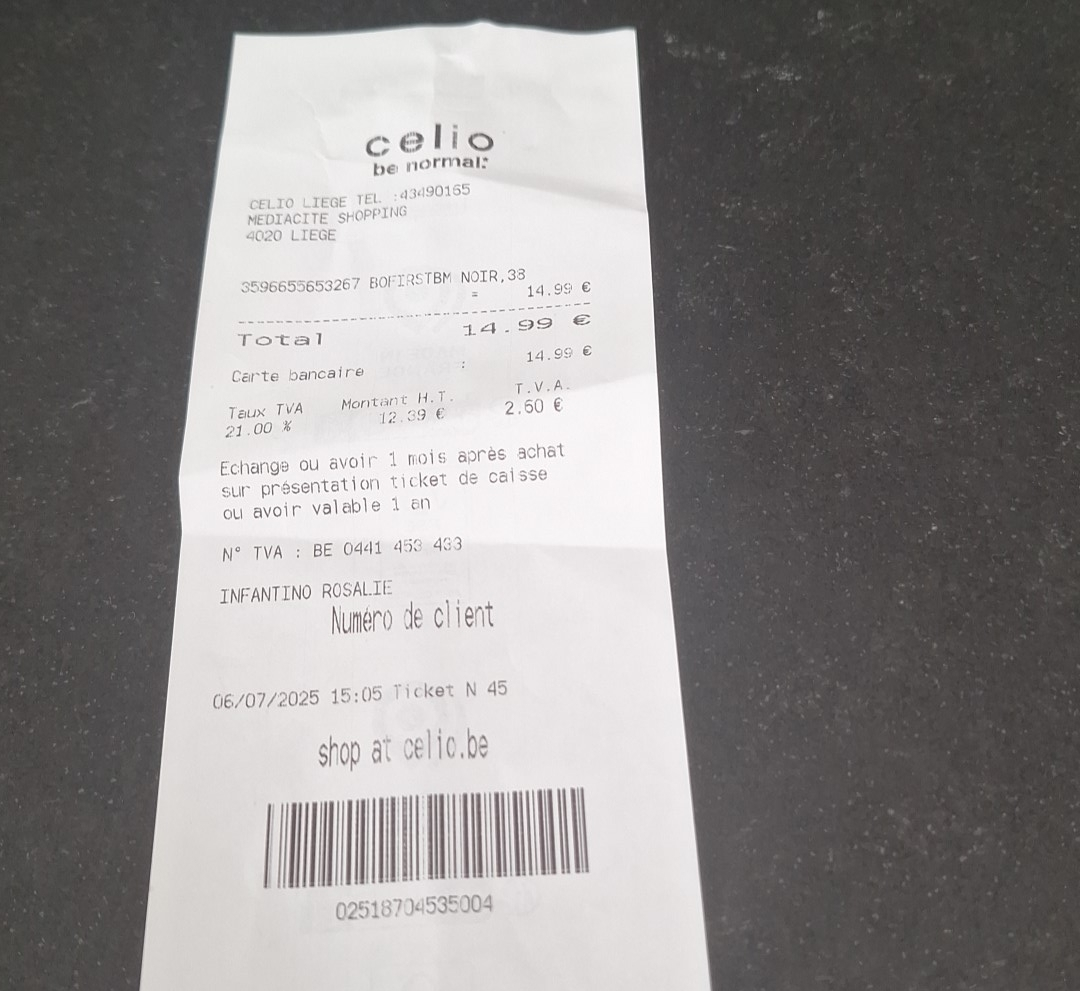 celio
be normal:
CELIO LIEGE TEL :43490165
MEDIACITE SHOPPING
4020 LIEGE
3596655653267 BOFIRSTBM NOIR,38
= 14.99 €
Total 14.99 €
Carte bancaire : 14.99 €
Taux TVA Montant H.T. T.V.A.
21.00 % 12.39 € 2.60 €
Echange ou avoir 1 mois après achat
sur présentation ticket de caisse
ou avoir valable 1 an
N° TVA : BE 0441 453 433
INFANTINO ROSALIE
Numéro de client
06/07/2025 15:05 Ticket N 45
shop at celio.be
02518704535004